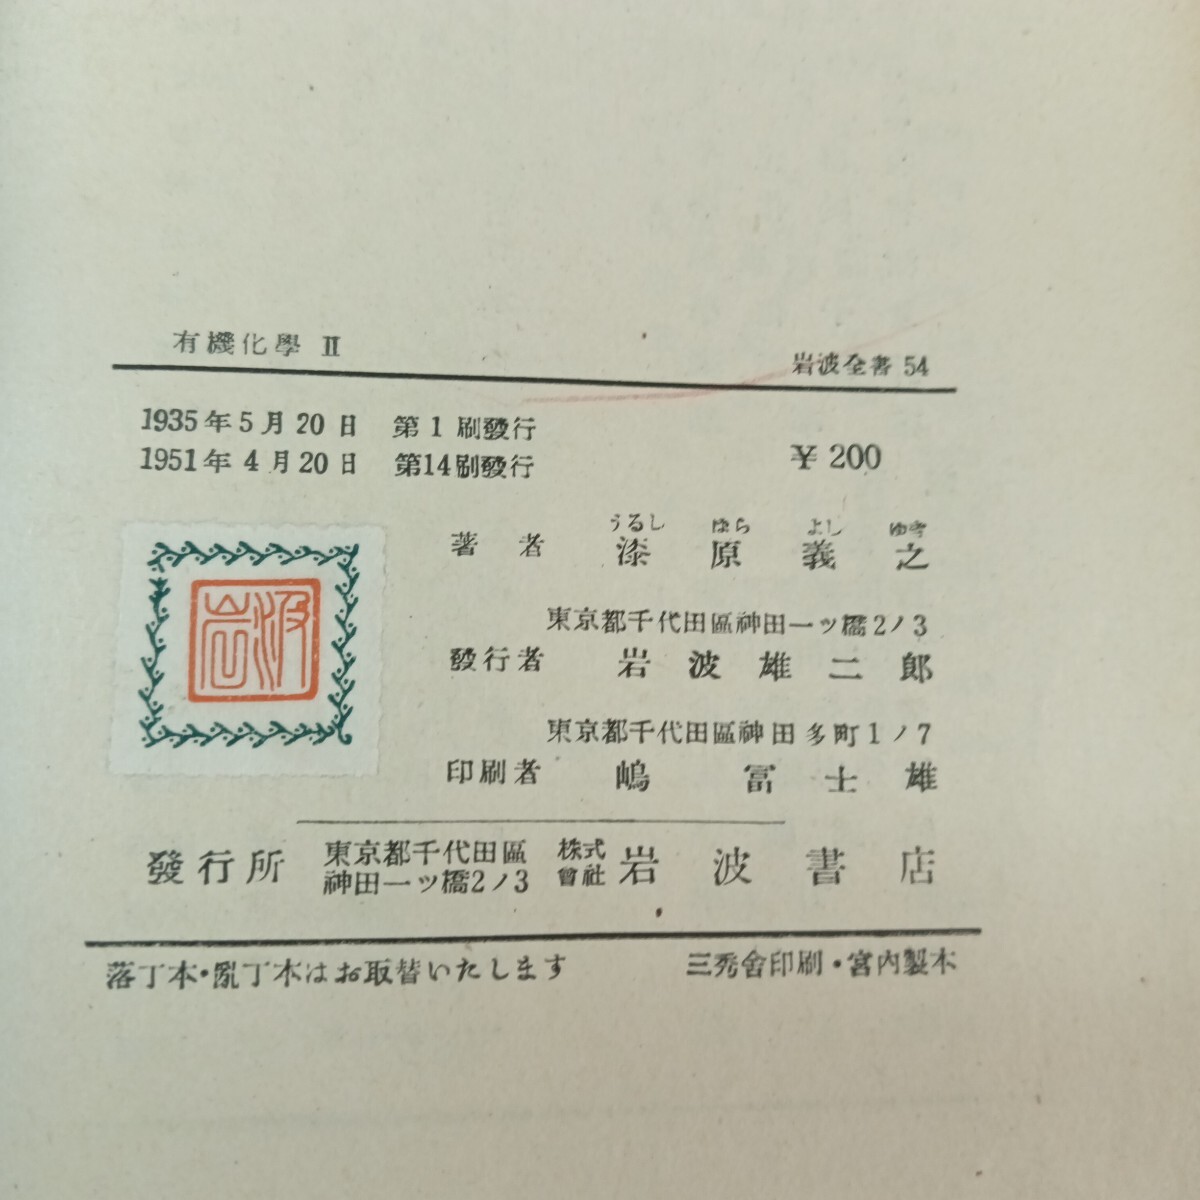 有機化學 II
岩波全書 54
1935年5月20日 第1刷發行
1951年4月20日 第14刷發行
¥ 200
うるし はら よし ゆき
著者 漆原義之
東京都千代田區神田一ッ橋2ノ3
發行者 岩波雄二郎
東京都千代田區神田多町1ノ7
印刷者 嶋冨士雄
岩波
發行所 東京都千代田區神田一ッ橋2ノ3 株式會社 岩波書店
落丁本・亂丁本はお取替いたします
三秀舍印刷・宮内製本